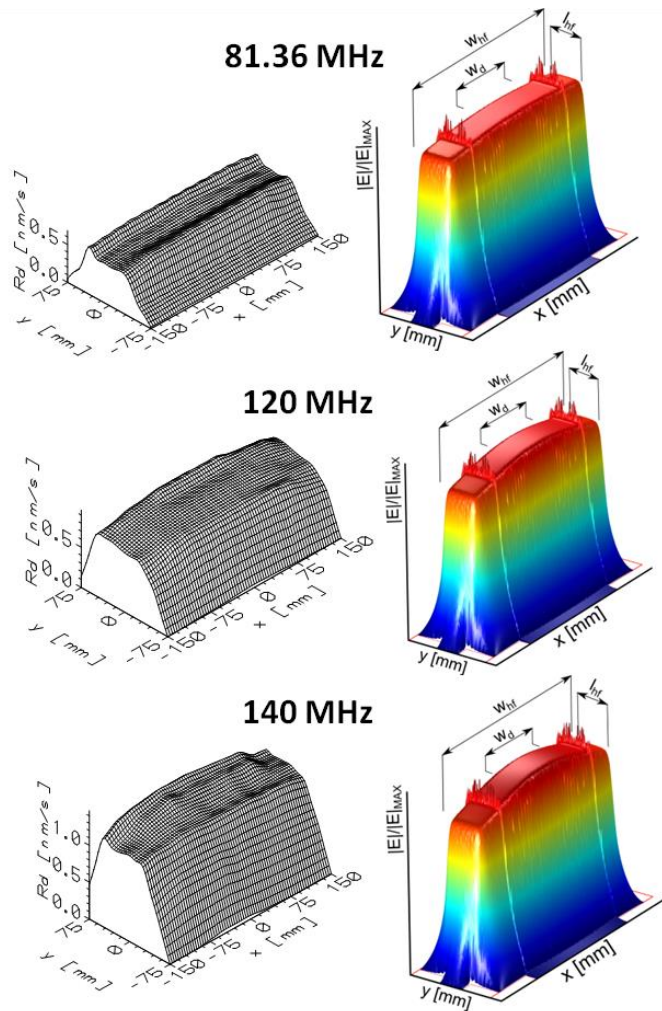 81.36 MHz
Rd [nm/s]
0.5
0.0
75
0
-75
y [mm]
-150
-75
0
75
150
x [mm]
|E|/|E|MAX
whf
wd
lhf
y [mm]
x [mm]
120 MHz
Rd [nm/s]
0.5
0.0
75
0
-75
y [mm]
-150
-75
0
75
150
x [mm]
|E|/|E|MAX
whf
wd
lhf
y [mm]
x [mm]
140 MHz
Rd [nm/s]
1.0
0.5
0.0
75
0
-75
y [mm]
-150
-75
0
75
150
x [mm]
|E|/|E|MAX
whf
wd
lhf
y [mm]
x [mm]